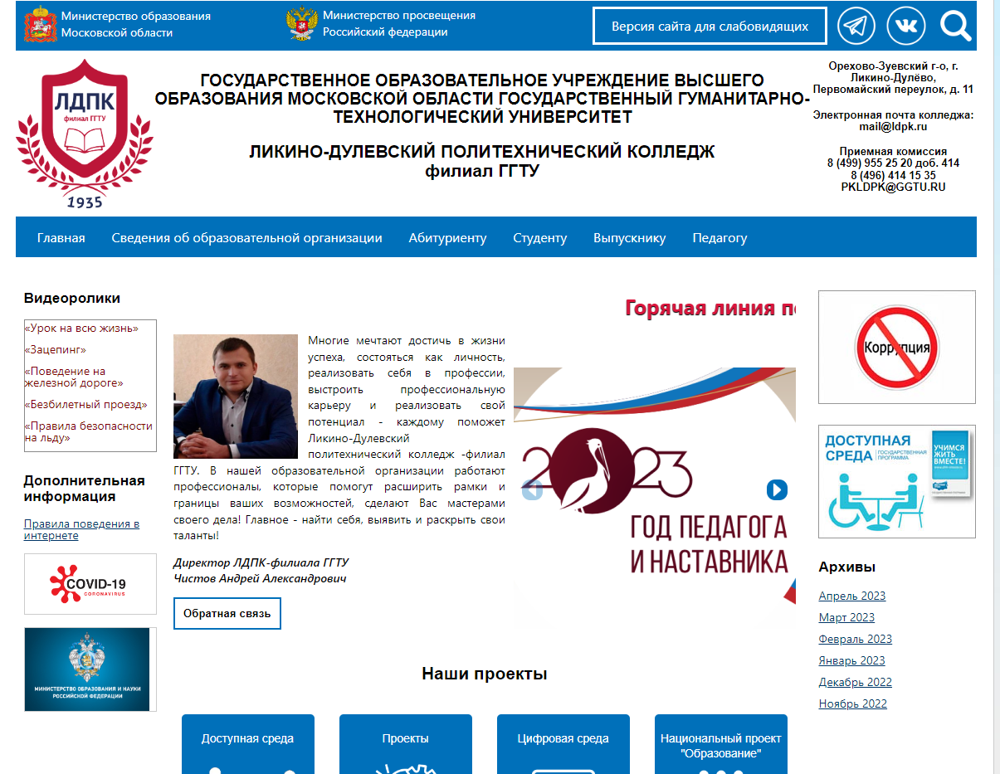 Министерство образования
Московской области
Министерство просвещения
Российской федерации
Версия сайта для слабовидящих
ЛДПК
филиал ГГТУ
1935
ГОСУДАРСТВЕННОЕ ОБРАЗОВАТЕЛЬНОЕ УЧРЕЖДЕНИЕ ВЫСШЕГО
ОБРАЗОВАНИЯ МОСКОВСКОЙ ОБЛАСТИ ГОСУДАРСТВЕННЫЙ ГУМАНИТАРНО-
ТЕХНОЛОГИЧЕСКИЙ УНИВЕРСИТЕТ
ЛИКИНО-ДУЛЕВСКИЙ ПОЛИТЕХНИЧЕСКИЙ КОЛЛЕДЖ
филиал ГГТУ
Орехово-Зуевский г-о, г.
Ликино-Дулёво,
Первомайский переулок, д. 11
Электронная почта колледжа:
mail@ldpk.ru
Приемная комиссия
8 (499) 955 25 20 доб. 414
8 (496) 414 15 35
PKLDPK@GGTU.RU
Главная
Сведения об образовательной организации
Абитуриенту
Студенту
Выпускнику
Педагогу
Видеоролики
«Урок на всю жизнь»
«Зацепинг»
«Поведение на
железной дороге»
«Безбилетный проезд»
«Правила безопасности
на льду»
Дополнительная
информация
Правила поведения в
интернете
COVID-19
CORONAVIRUS
МИНИСТЕРСТВО ОБРАЗОВАНИЯ И НАУКИ
РОССИЙСКОЙ ФЕДЕРАЦИИ
Многие мечтают достичь в жизни
успеха, состояться как личность,
реализовать себя в профессии,
выстроить профессиональную
карьеру и реализовать свой
потенциал - каждому поможет
Ликино-Дулевский
политехнический колледж -филиал
ГГТУ. В нашей образовательной организации работают
профессионалы, которые помогут расширить рамки и
границы ваших возможностей, сделают Вас мастерами
своего дела! Главное - найти себя, выявить и раскрыть свои
таланты!
Директор ЛДПК-филиала ГГТУ
Чистов Андрей Александрович
Обратная связь
Горячая линия п
2023
ГОД ПЕДАГОГА
И НАСТАВНИКА
Коррупция
ДОСТУПНАЯ
СРЕДА
ГОСУДАРСТВЕННАЯ
ПРОГРАММА
УЧИМСЯ
ЖИТЬ
ВМЕСТЕ!
Архивы
Апрель 2023
Март 2023
Февраль 2023
Январь 2023
Декабрь 2022
Ноябрь 2022
Наши проекты
Доступная среда
Проекты
Цифровая среда
Национальный проект
"Образование"